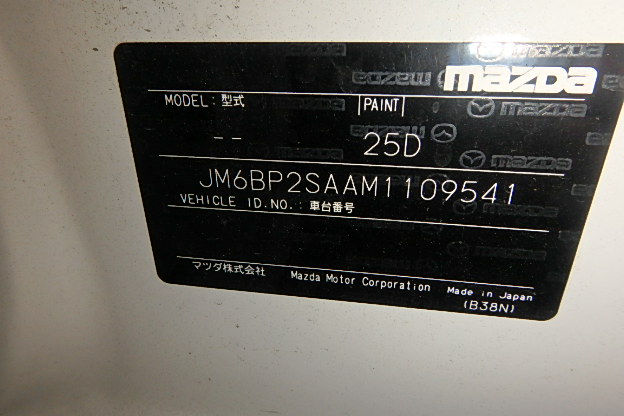 mazda
MODEL: 型式 PAINT
-- 25D
JM6BP2SAAM1109541
VEHICLE ID.NO.: 車台番号
マツダ株式会社 Mazda Motor Corporation Made in Japan
(B38N)